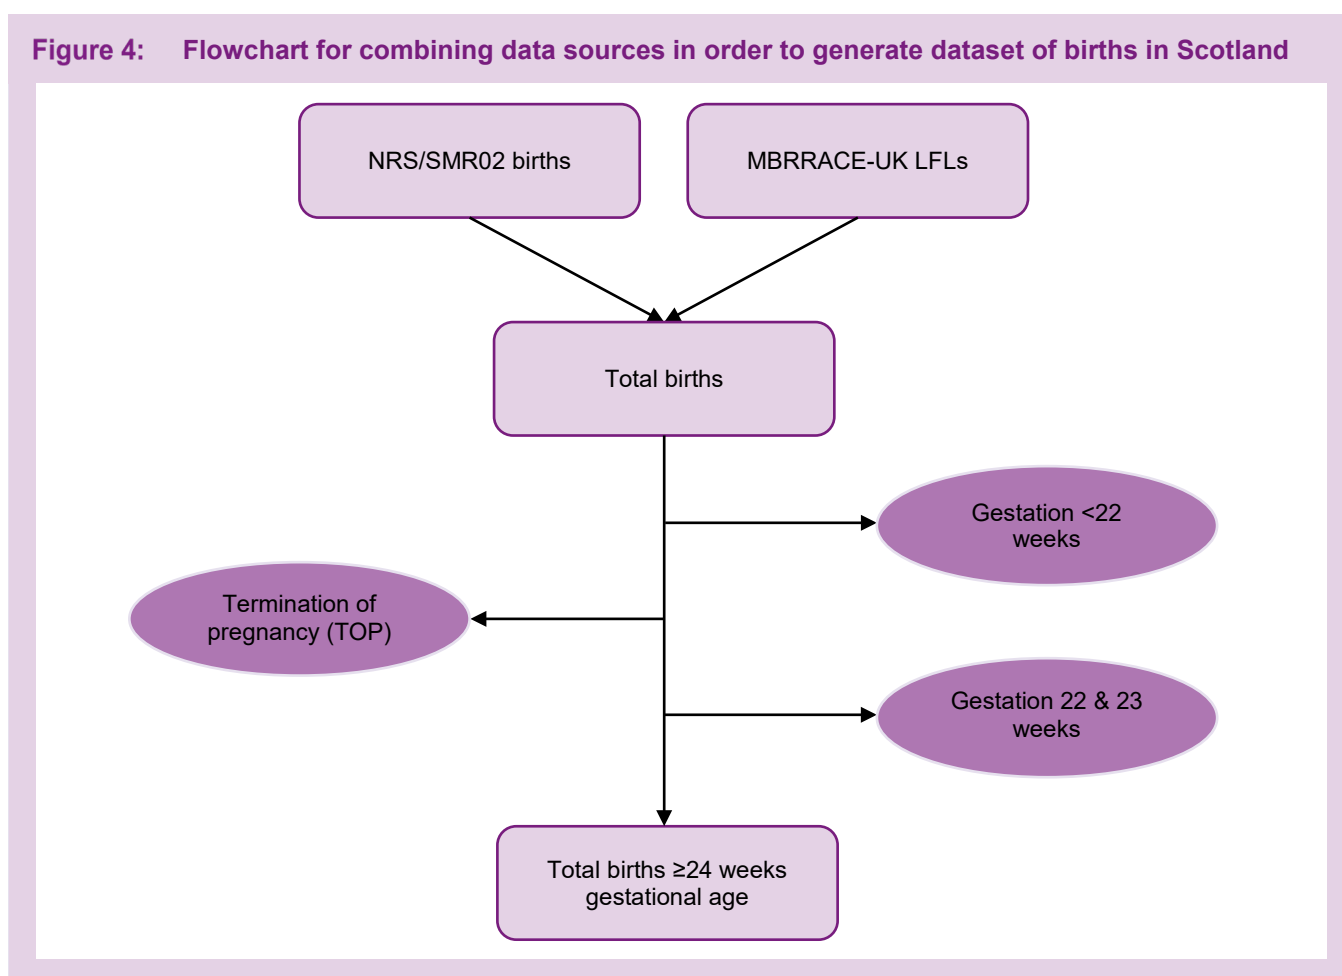 Figure 4: Flowchart for combining data sources in order to generate dataset of births in Scotland
NRS/SMR02 births
MBRRACE-UK LFLs
Total births
Gestation <22
weeks
Termination of
pregnancy (TOP)
Gestation 22 & 23
weeks
Total births ≥24 weeks
gestational age